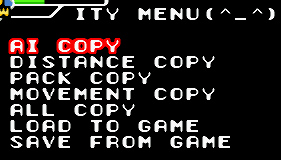 ITY MENU(^_^)
AI COPY
DISTANCE COPY
PACK COPY
MOVEMENT COPY
ALL COPY
LOAD TO GAME
SAVE FROM GAME